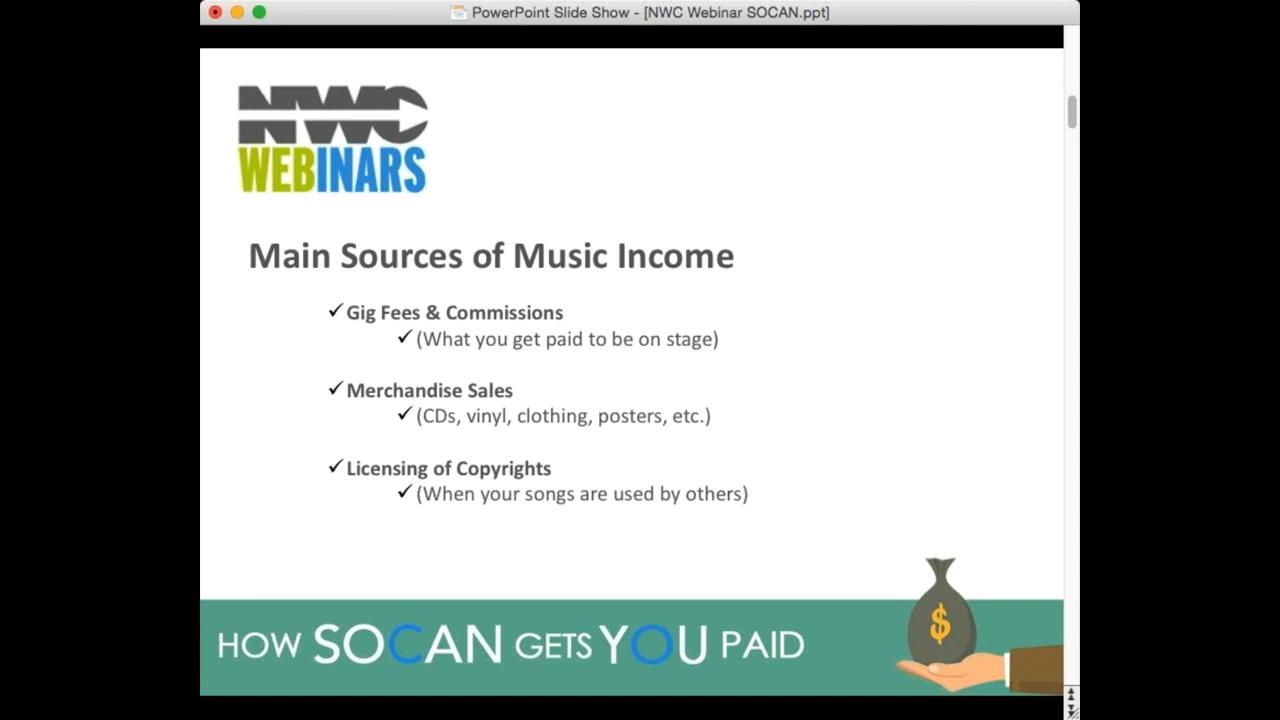 PowerPoint Slide Show - [NWC Webinar SOCAN.ppt]
NWC
WEBINARS
Main Sources of Music Income
✓Gig Fees & Commissions
✓(What you get paid to be on stage)
✓Merchandise Sales
✓(CDs, vinyl, clothing, posters, etc.)
✓Licensing of Copyrights
✓(When your songs are used by others)
$
HOW SOCAN GETS YOU PAID